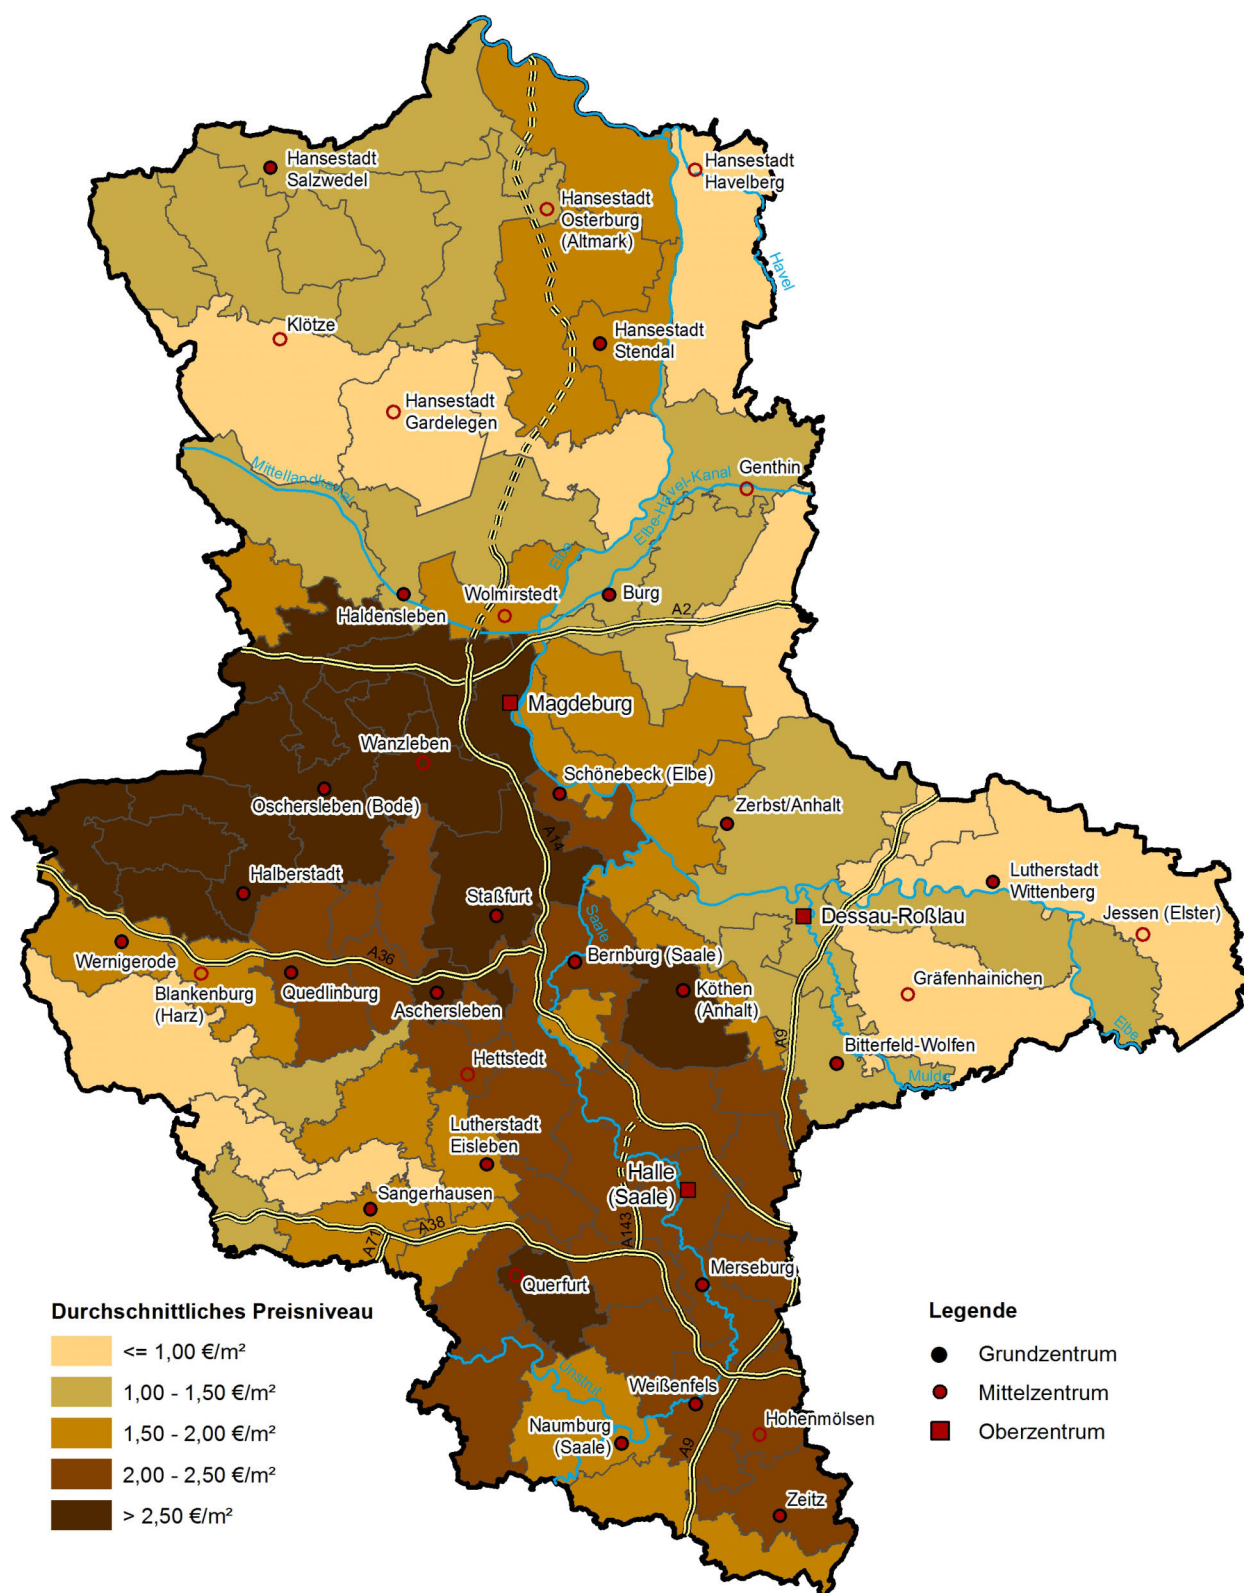 Hansestadt
Salzwedel
Hansestadt
Havelberg
Hansestadt
Osterburg
(Altmark)
Havel
Klötze
Hansestadt
Stendal
Hansestadt
Gardelegen
Mittellandkanal
Genthin
Elbe-Havel-Kanal
Elbe
Wolmirstedt
Burg
Haldensleben
A2
Magdeburg
Wanzleben
Schönebeck (Elbe)
Oschersleben (Bode)
Zerbst/Anhalt
A14
Halberstadt
Lutherstadt
Wittenberg
Staßfurt
Saale
Dessau-Roßlau
Jessen (Elster)
Wernigerode
A36
Bernburg (Saale)
Blankenburg
(Harz)
Quedlinburg
Aschersleben
Köthen
(Anhalt)
Gräfenhainichen
Elbe
A9
Bitterfeld-Wolfen
Hettstedt
Mulde
Lutherstadt
Eisleben
Halle
(Saale)
Sangerhausen
A38
A71
A143
Merseburg
Querfurt
Unstrut
Weißenfels
Naumburg
(Saale)
Hohenmölsen
A9
Zeitz
Durchschnittliches Preisniveau
<= 1,00 €/m²
1,00 - 1,50 €/m²
1,50 - 2,00 €/m²
2,00 - 2,50 €/m²
> 2,50 €/m²
Legende
Grundzentrum
Mittelzentrum
Oberzentrum